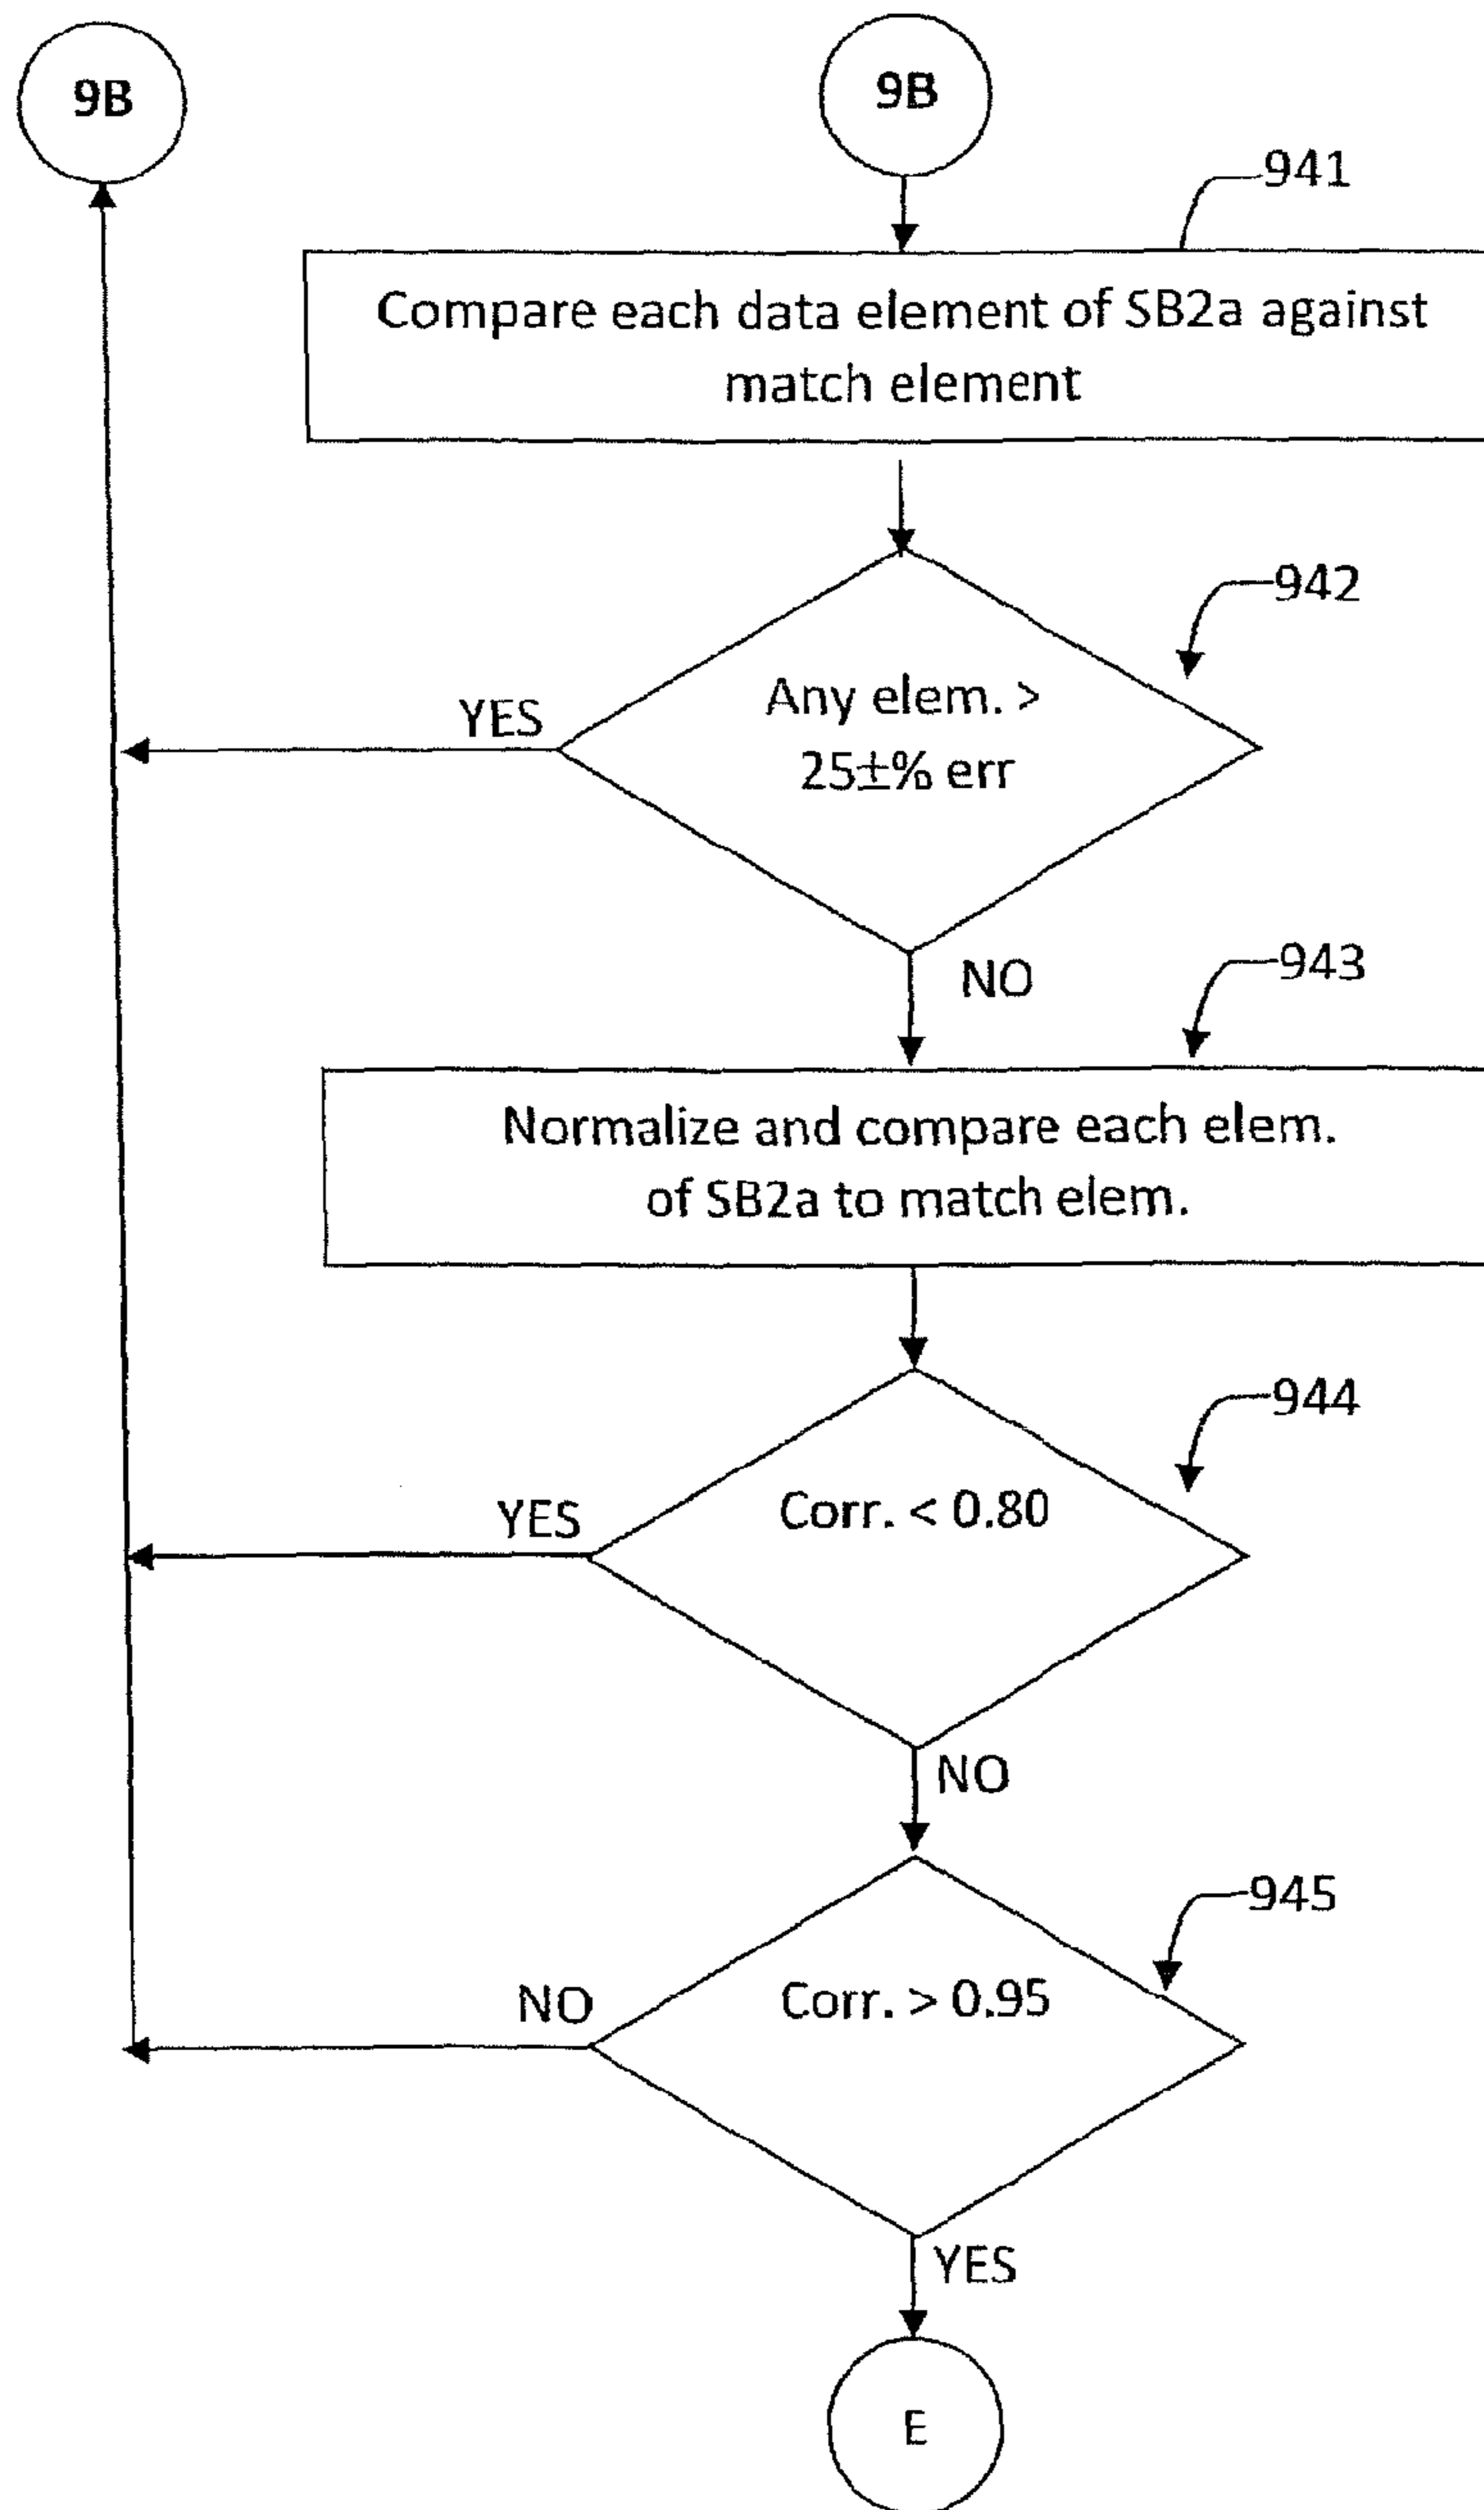 9B
9B
941
Compare each data element of SB2a against
match element
942
Any elem. >
25±% err
YES
NO
943
Normalize and compare each elem.
of SB2a to match elem.
944
Corr. < 0.80
YES
NO
945
Corr. > 0.95
NO
YES
E